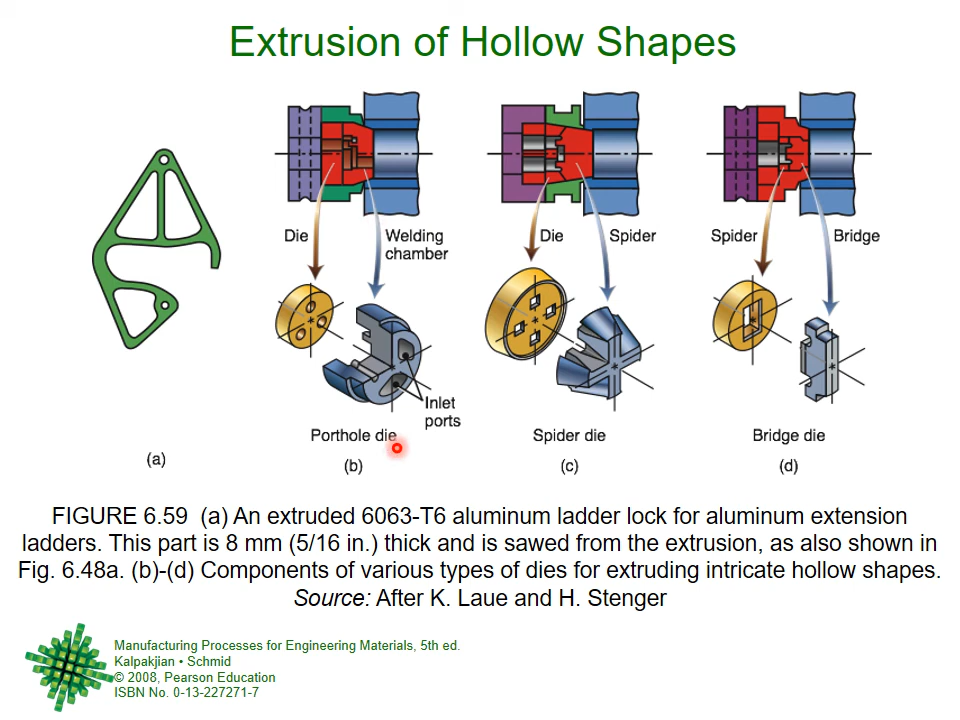 Extrusion of Hollow Shapes
Die
Welding
chamber
Inlet
ports
Porthole die
(a)
(b)
Die
Spider
Spider die
(c)
Spider
Bridge
Bridge die
(d)
FIGURE 6.59 (a) An extruded 6063-T6 aluminum ladder lock for aluminum extension
ladders. This part is 8 mm (5/16 in.) thick and is sawed from the extrusion, as also shown in
Fig. 6.48a. (b)-(d) Components of various types of dies for extruding intricate hollow shapes.
Source: After K. Laue and H. Stenger
Manufacturing Processes for Engineering Materials, 5th ed.
Kalpakjian • Schmid
© 2008, Pearson Education
ISBN No. 0-13-227271-7